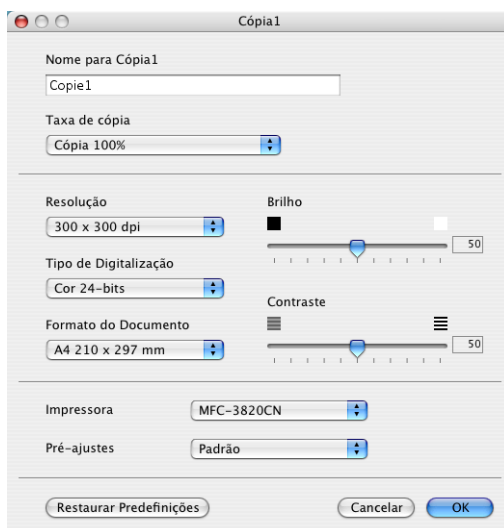 Cópia1
Nome para Cópia1
Copie1
Taxa de cópia
Cópia 100%
Resolução
300 x 300 dpi
Brilho
50
Tipo de Digitalização
Cor 24-bits
Contraste
50
Formato do Documento
A4 210 x 297 mm
Impressora
MFC-3820CN
Pré-ajustes
Padrão
Restaurar Predefinições
Cancelar
OK